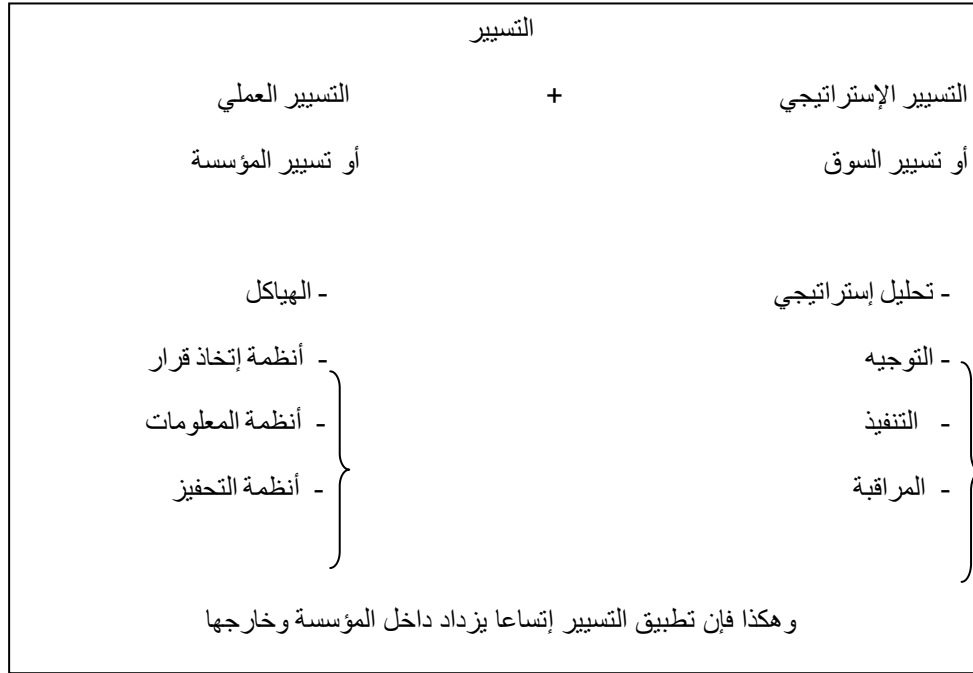 التسيير
التسيير الإستراتيجي + التسيير العملي
أو تسيير السوق أو تسيير المؤسسة
- تحليل إستراتيجي - الهياكل
- التوجيه - أنظمة إتخاذ قرار
- التنفيذ - أنظمة المعلومات
- المراقبة - أنظمة التحفيز
وهكذا فإن تطبيق التسيير إتساعا يزداد داخل المؤسسة وخارجها